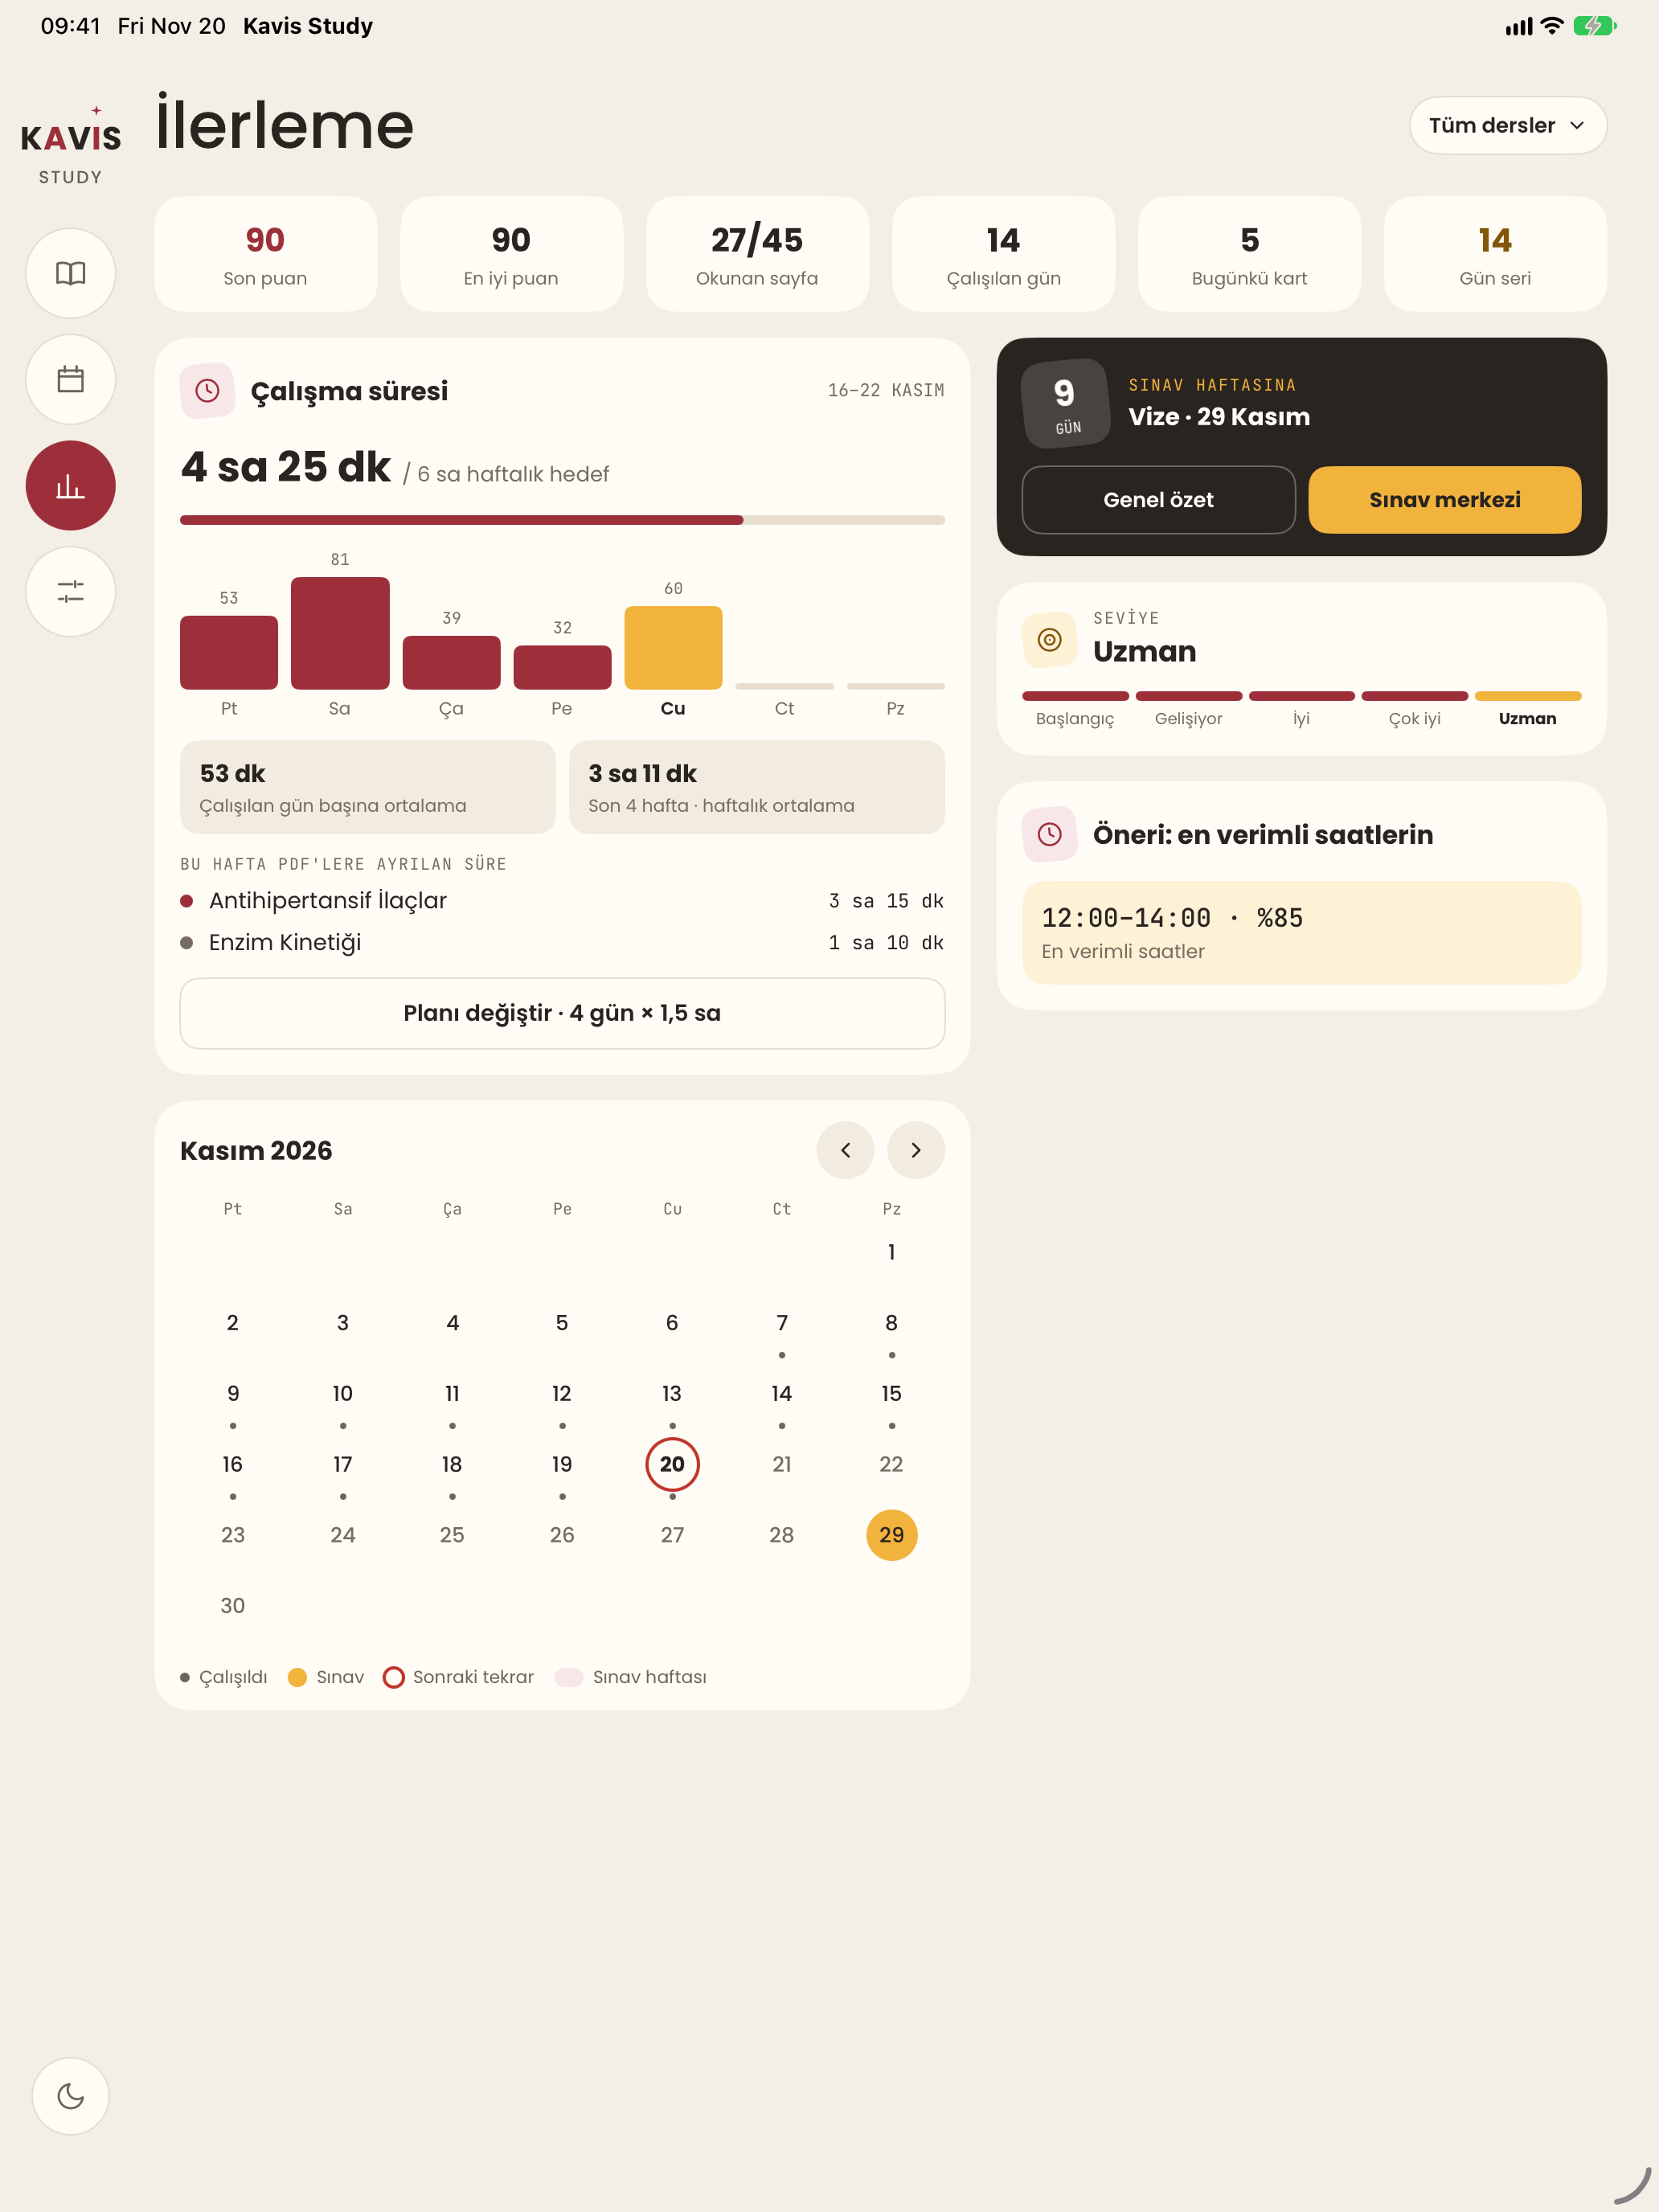 09:41 Fri Nov 20 Kavis Study
KAVIS
STUDY
İlerleme
Tüm dersler
90
Son puan
90
En iyi puan
27/45
Okunan sayfa
14
Çalışılan gün
5
Bugünkü kart
14
Gün seri
Çalışma süresi
16–22 KASIM
4 sa 25 dk / 6 sa haftalık hedef
53 81 39 32 60
Pt Sa Ça Pe Cu Ct Pz
53 dk
Çalışılan gün başına ortalama
3 sa 11 dk
Son 4 hafta · haftalık ortalama
BU HAFTA PDF'LERE AYRILAN SÜRE
Antihipertansif İlaçlar 3 sa 15 dk
Enzim Kinetiği 1 sa 10 dk
Planı değiştir · 4 gün × 1,5 sa
9
GÜN
SINAV HAFTASINA
Vize · 29 Kasım
Genel özet
Sınav merkezi
SEVİYE
Uzman
Başlangıç Gelişiyor İyi Çok iyi Uzman
Öneri: en verimli saatlerin
12:00–14:00 · %85
En verimli saatler
Kasım 2026
Pt Sa Ça Pe Cu Ct Pz
1
2 3 4 5 6 7 8
9 10 11 12 13 14 15
16 17 18 19 20 21 22
23 24 25 26 27 28 29
30
Çalışıldı Sınav Sonraki tekrar Sınav haftası